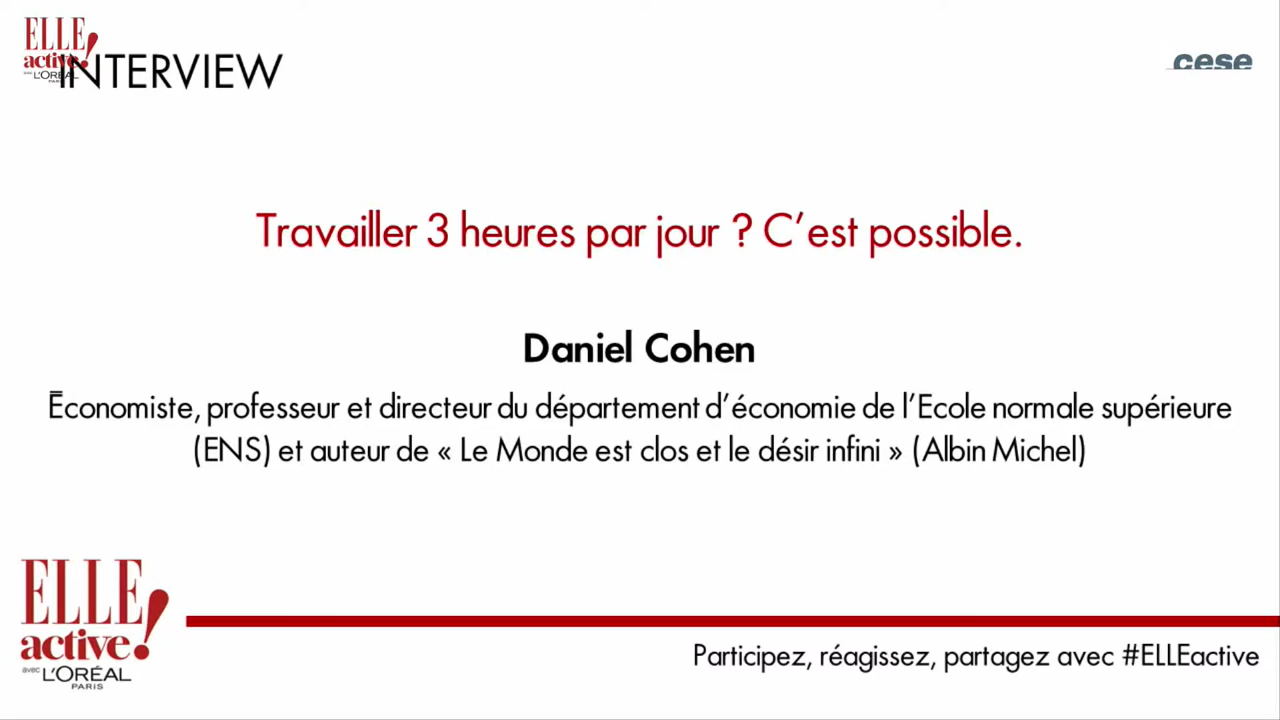 ELLE
active!
avec L'ORÉAL
PARIS
INTERVIEW
cese
Travailler 3 heures par jour ? C'est possible.
Daniel Cohen
Économiste, professeur et directeur du département d'économie de l'Ecole normale supérieure
(ENS) et auteur de « Le Monde est clos et le désir infini » (Albin Michel)
ELLE
active!
avec L'ORÉAL
PARIS
Participez, réagissez, partagez avec #ELLEactive